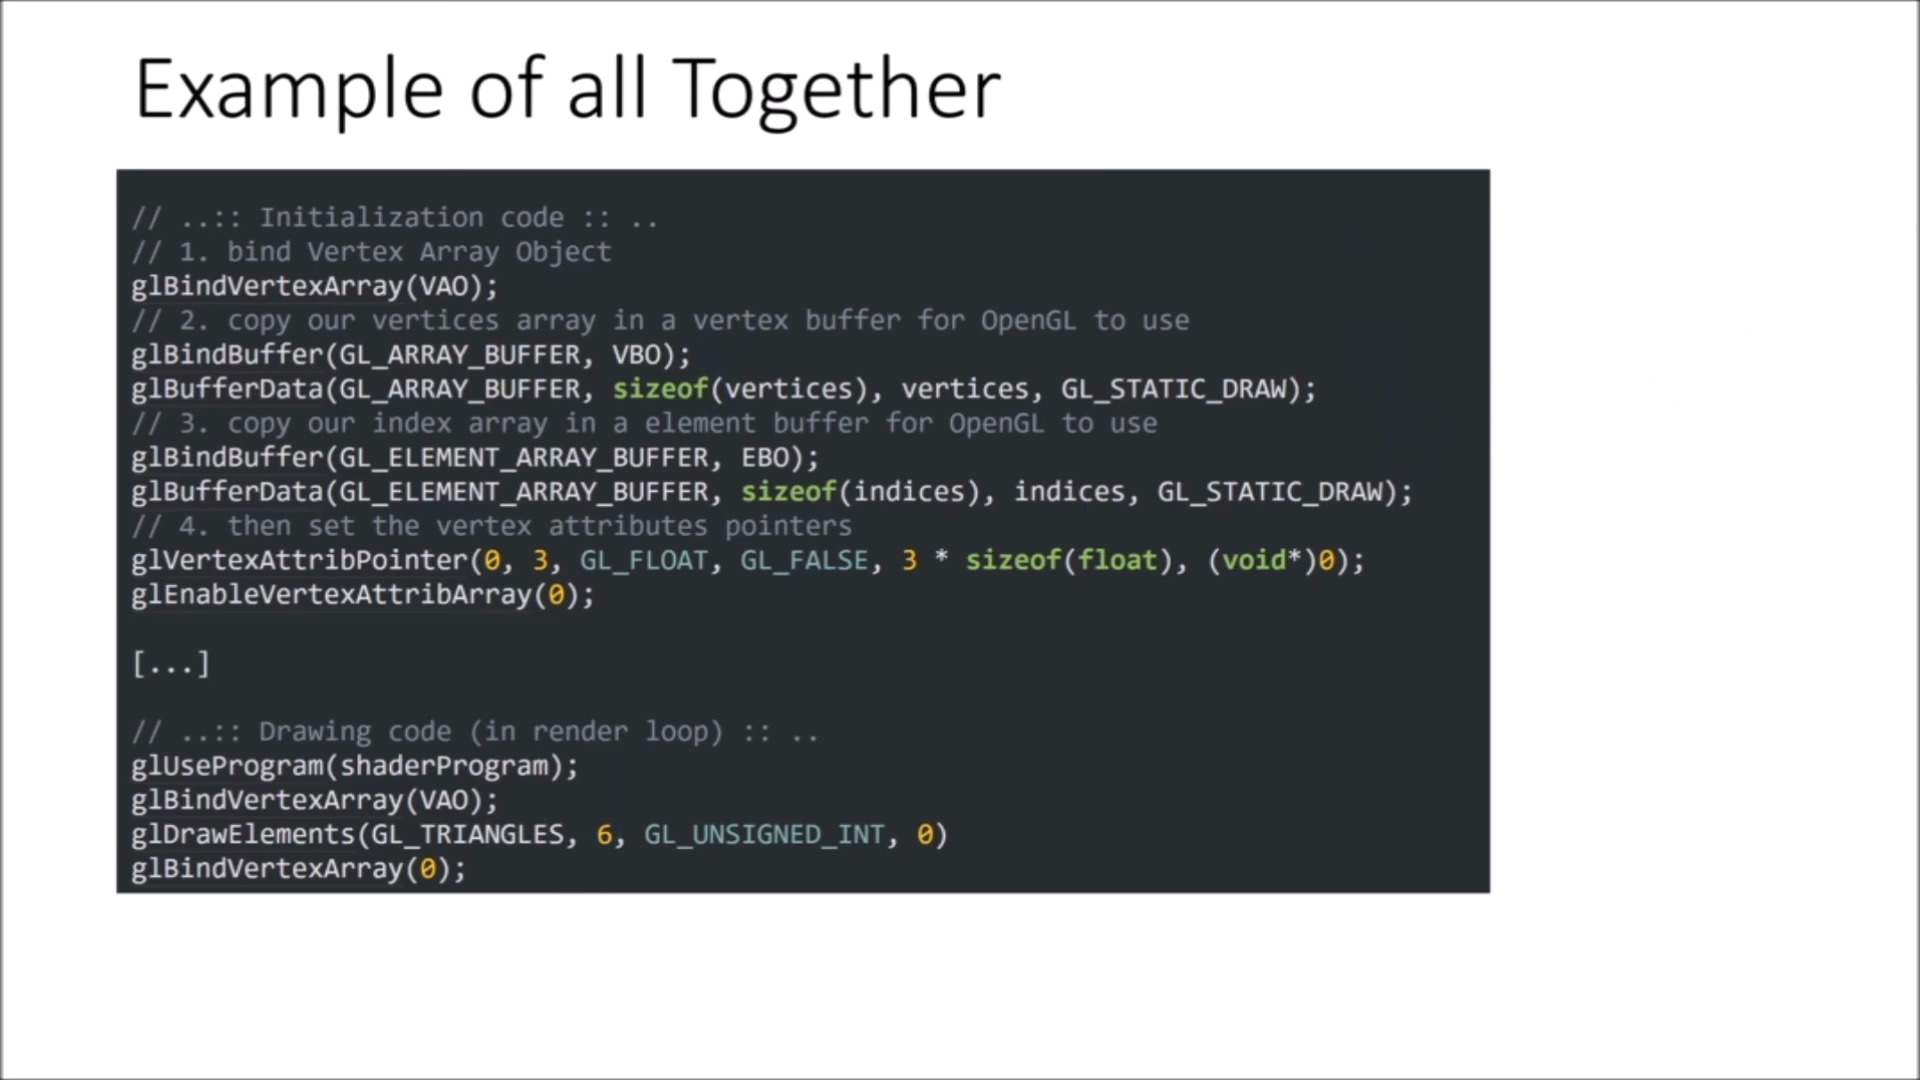 Example of all Together
// ..:: Initialization code :: ..
// 1. bind Vertex Array Object
glBindVertexArray(VAO);
// 2. copy our vertices array in a vertex buffer for OpenGL to use
glBindBuffer(GL_ARRAY_BUFFER, VBO);
glBufferData(GL_ARRAY_BUFFER, sizeof(vertices), vertices, GL_STATIC_DRAW);
// 3. copy our index array in a element buffer for OpenGL to use
glBindBuffer(GL_ELEMENT_ARRAY_BUFFER, EBO);
glBufferData(GL_ELEMENT_ARRAY_BUFFER, sizeof(indices), indices, GL_STATIC_DRAW);
// 4. then set the vertex attributes pointers
glVertexAttribPointer(0, 3, GL_FLOAT, GL_FALSE, 3 * sizeof(float), (void*)0);
glEnableVertexAttribArray(0);
[...]
// ..:: Drawing code (in render loop) :: ..
glUseProgram(shaderProgram);
glBindVertexArray(VAO);
glDrawElements(GL_TRIANGLES, 6, GL_UNSIGNED_INT, 0)
glBindVertexArray(0);